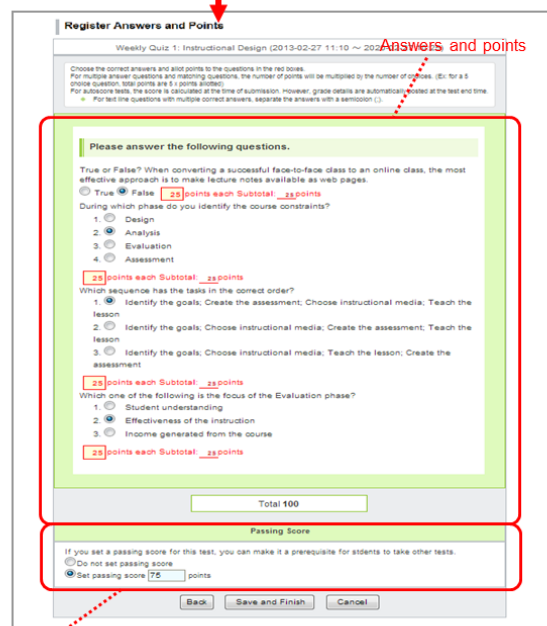 Register Answers and Points
Weekly Quiz 1: Instructional Design (2013-02-27 11:10 ~
Answers and points
Choose the correct answers and allot points to the questions in the red boxes.
For multiple answer questions and matching questions, the number of points will be multiplied by the number of choices. (Ex: for a 5
choice question, total points are 5 x points allotted)
For autoscore tests, the score is calculated at the time of submission. However, grade details are automatically posted at the test end time.
For text line questions with multiple correct answers, separate the answers with a semicolon (;).
Please answer the following questions.
True or False? When converting a successful face-to-face class to an online class, the most
effective approach is to make lecture notes available as web pages.
True False 25 points each Subtotal: 25 points
During which phase do you identify the course constraints?
1. Design
2. Analysis
3. Evaluation
4. Assessment
25 points each Subtotal: 25 points
Which sequence has the tasks in the correct order?
1. Identify the goals; Create the assessment; Choose instructional media; Teach the
lesson
2. Identify the goals; Choose instructional media; Create the assessment; Teach the
lesson
3. Identify the goals; Choose instructional media; Teach the lesson; Create the
assessment
25 points each Subtotal: 25 points
Which one of the following is the focus of the Evaluation phase?
1. Student understanding
2. Effectiveness of the instruction
3. Income generated from the course
25 points each Subtotal: 25 points
Total 100
Passing Score
If you set a passing score for this test, you can make it a prerequisite for stdents to take other tests.
Do not set passing score
Set passing score 75 points
Back Save and Finish Cancel